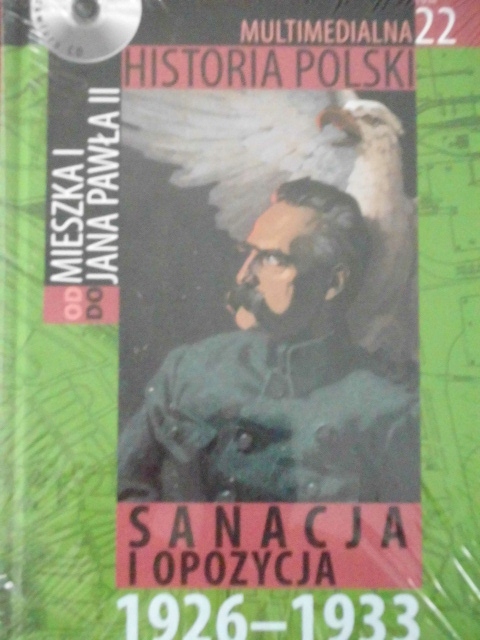 MULTIMEDIALNA 22
HISTORIA POLSKI
OD MIESZKA I
DO JANA PAWŁA II
SANACJA
I OPOZYCJA
1926–1933